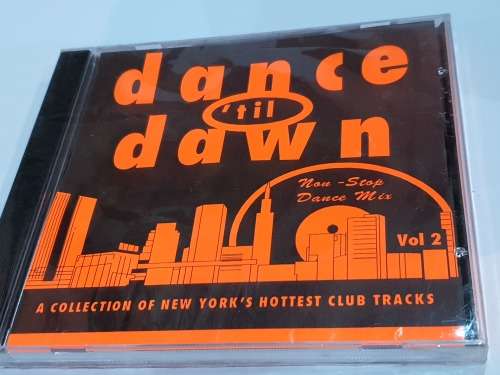 dance
'til
dawn
Non-Stop
Dance Mix
Vol 2
A COLLECTION OF NEW YORK'S HOTTEST CLUB TRACKS